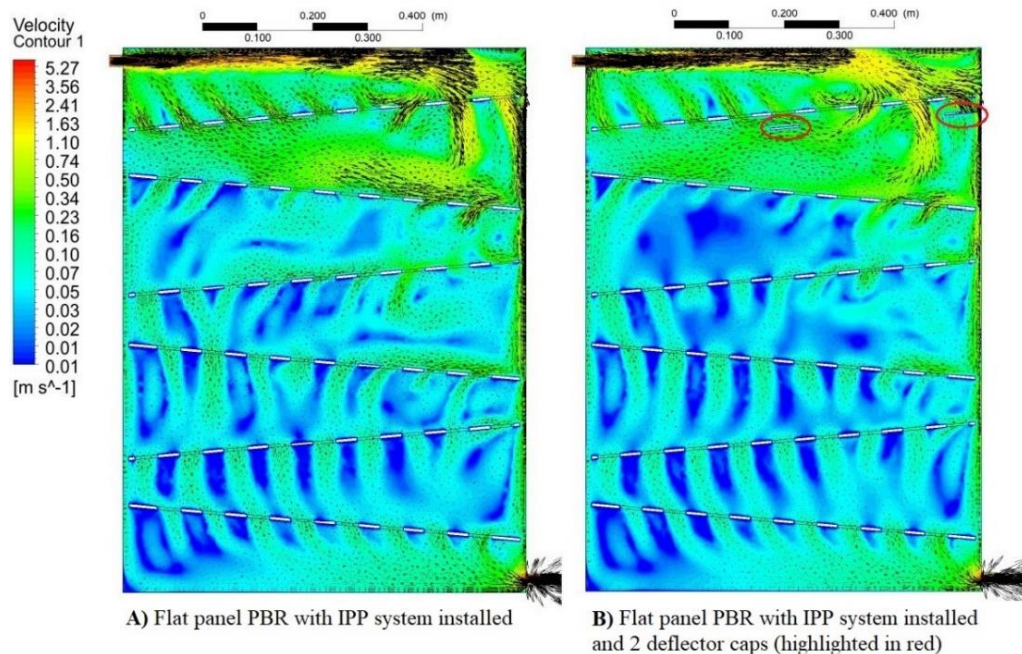 Velocity
Contour 1
5.27
3.56
2.41
1.63
1.10
0.74
0.50
0.34
0.23
0.16
0.10
0.07
0.05
0.03
0.02
0.01
0.01
[m s^-1]
0 0.200 0.400 (m)
0.100 0.300
0 0.200 0.400 (m)
0.100 0.300
A) Flat panel PBR with IPP system installed
B) Flat panel PBR with IPP system installed
and 2 deflector caps (highlighted in red)